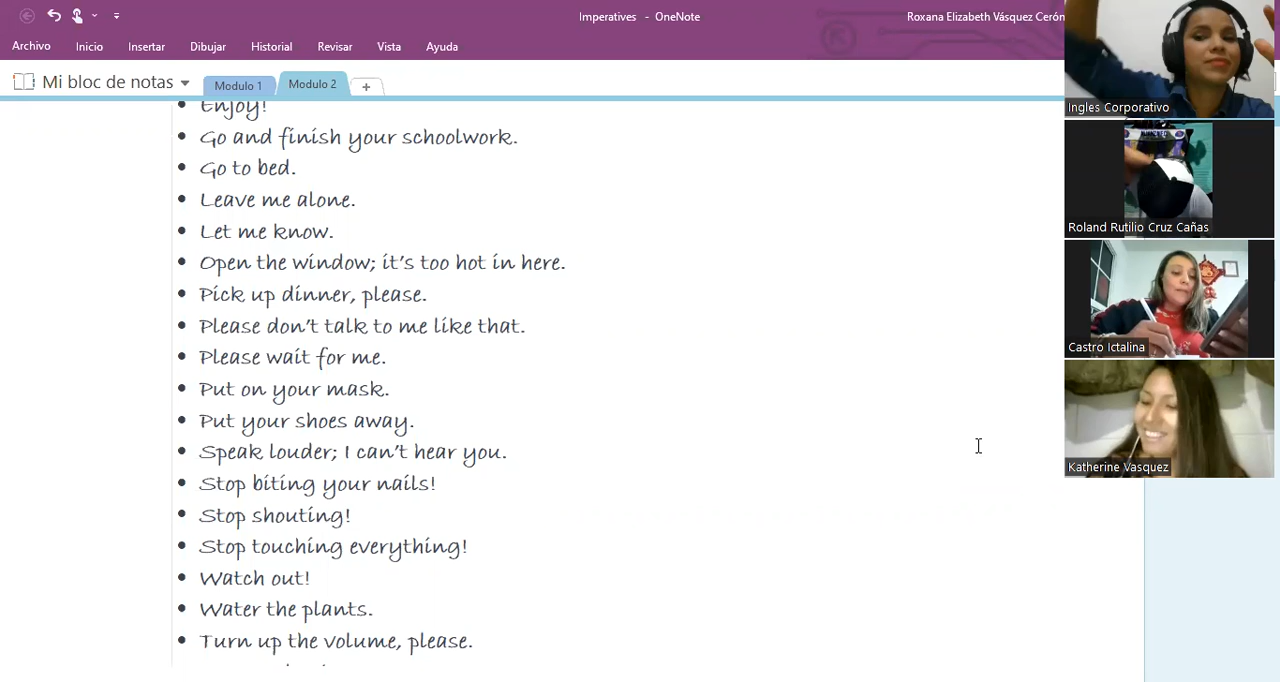 Imperatives - OneNote
Roxana Elizabeth Vásquez Cerón
Archivo Inicio Insertar Dibujar Historial Revisar Vista Ayuda
Mi bloc de notas Modulo 1 Modulo 2 +
• Enjoy!
• Go and finish your schoolwork.
• Go to bed.
• Leave me alone.
• Let me know.
• Open the window; it's too hot in here.
• Pick up dinner, please.
• Please don't talk to me like that.
• Please wait for me.
• Put on your mask.
• Put your shoes away.
• Speak louder; I can't hear you.
• Stop biting your nails!
• Stop shouting!
• Stop touching everything!
• Watch out!
• Water the plants.
• Turn up the volume, please.
Ingles Corporativo
Roland Rutilio Cruz Cañas
Castro Ictalina
Katherine Vasquez